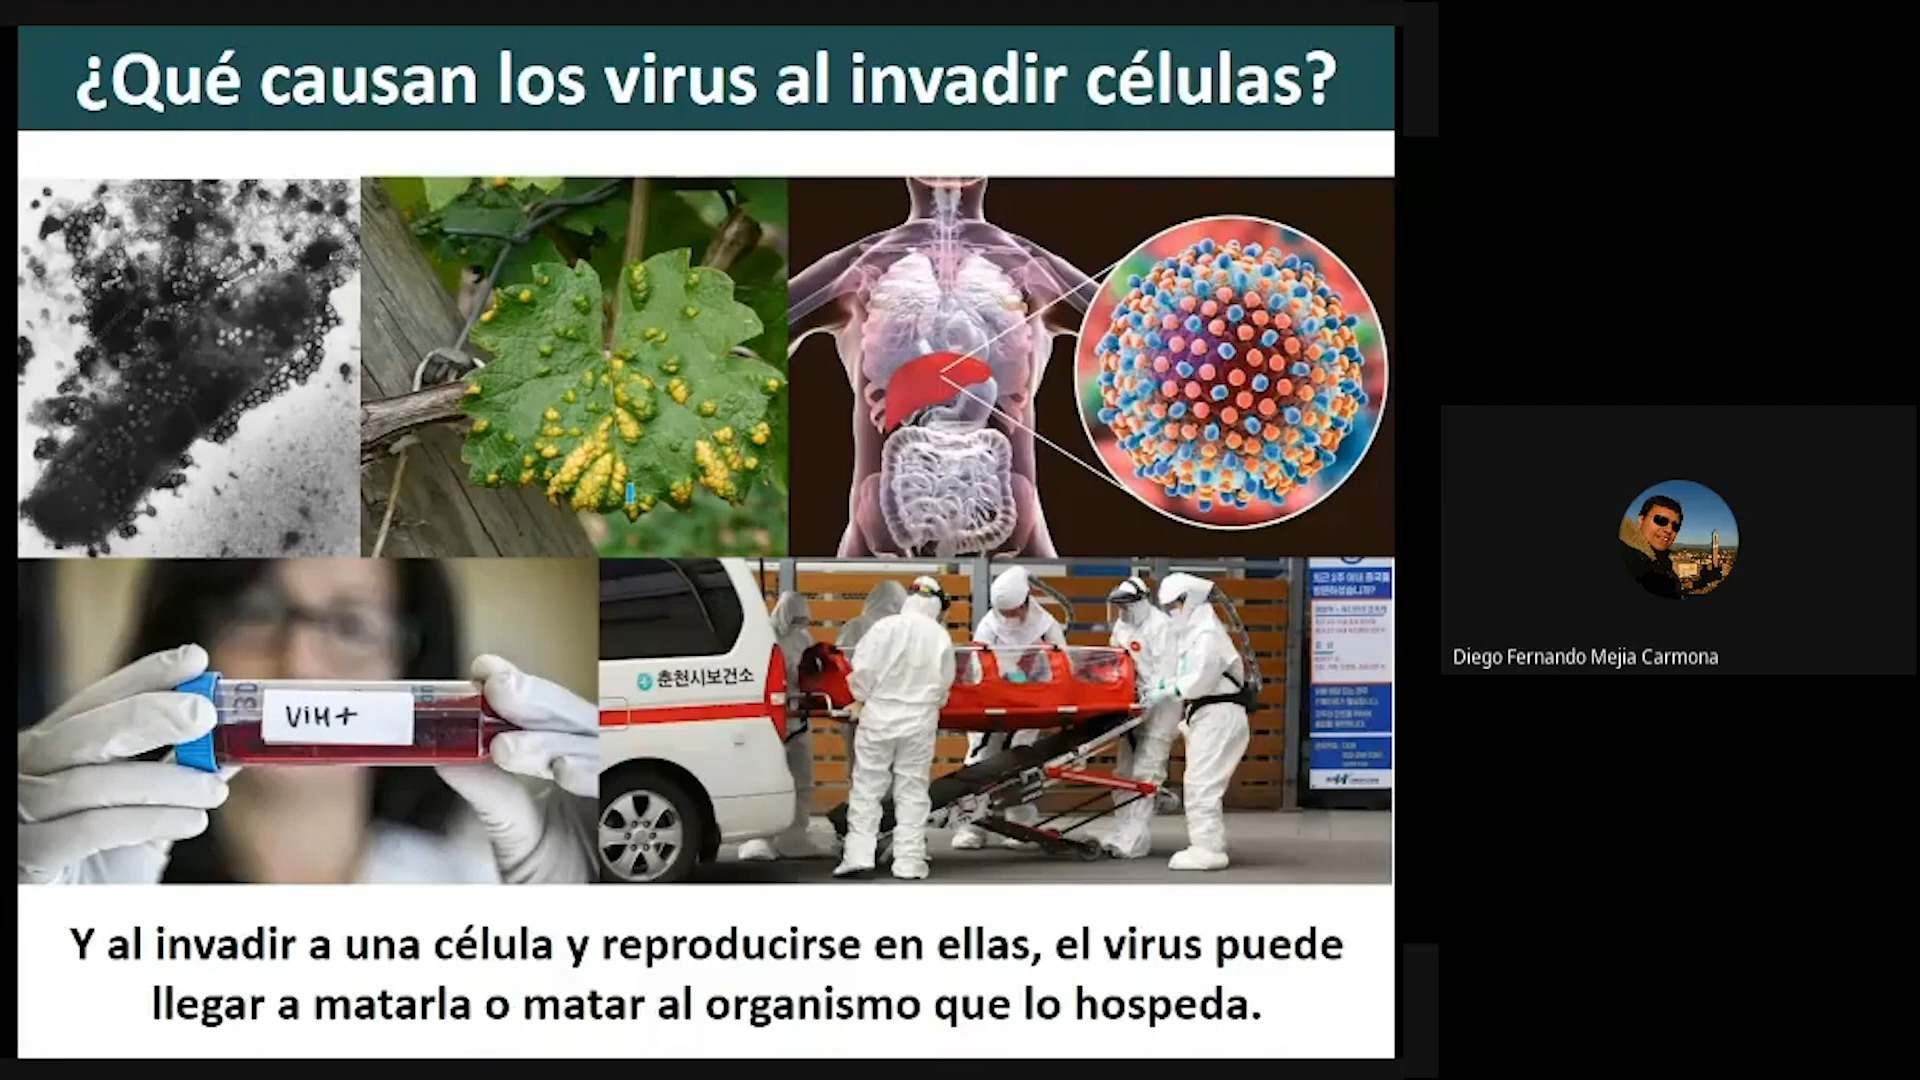 ¿Qué causan los virus al invadir células?
ViH+
춘천시보건소
Y al invadir a una célula y reproducirse en ellas, el virus puede
llegar a matarla o matar al organismo que lo hospeda.
Diego Fernando Mejia Carmona